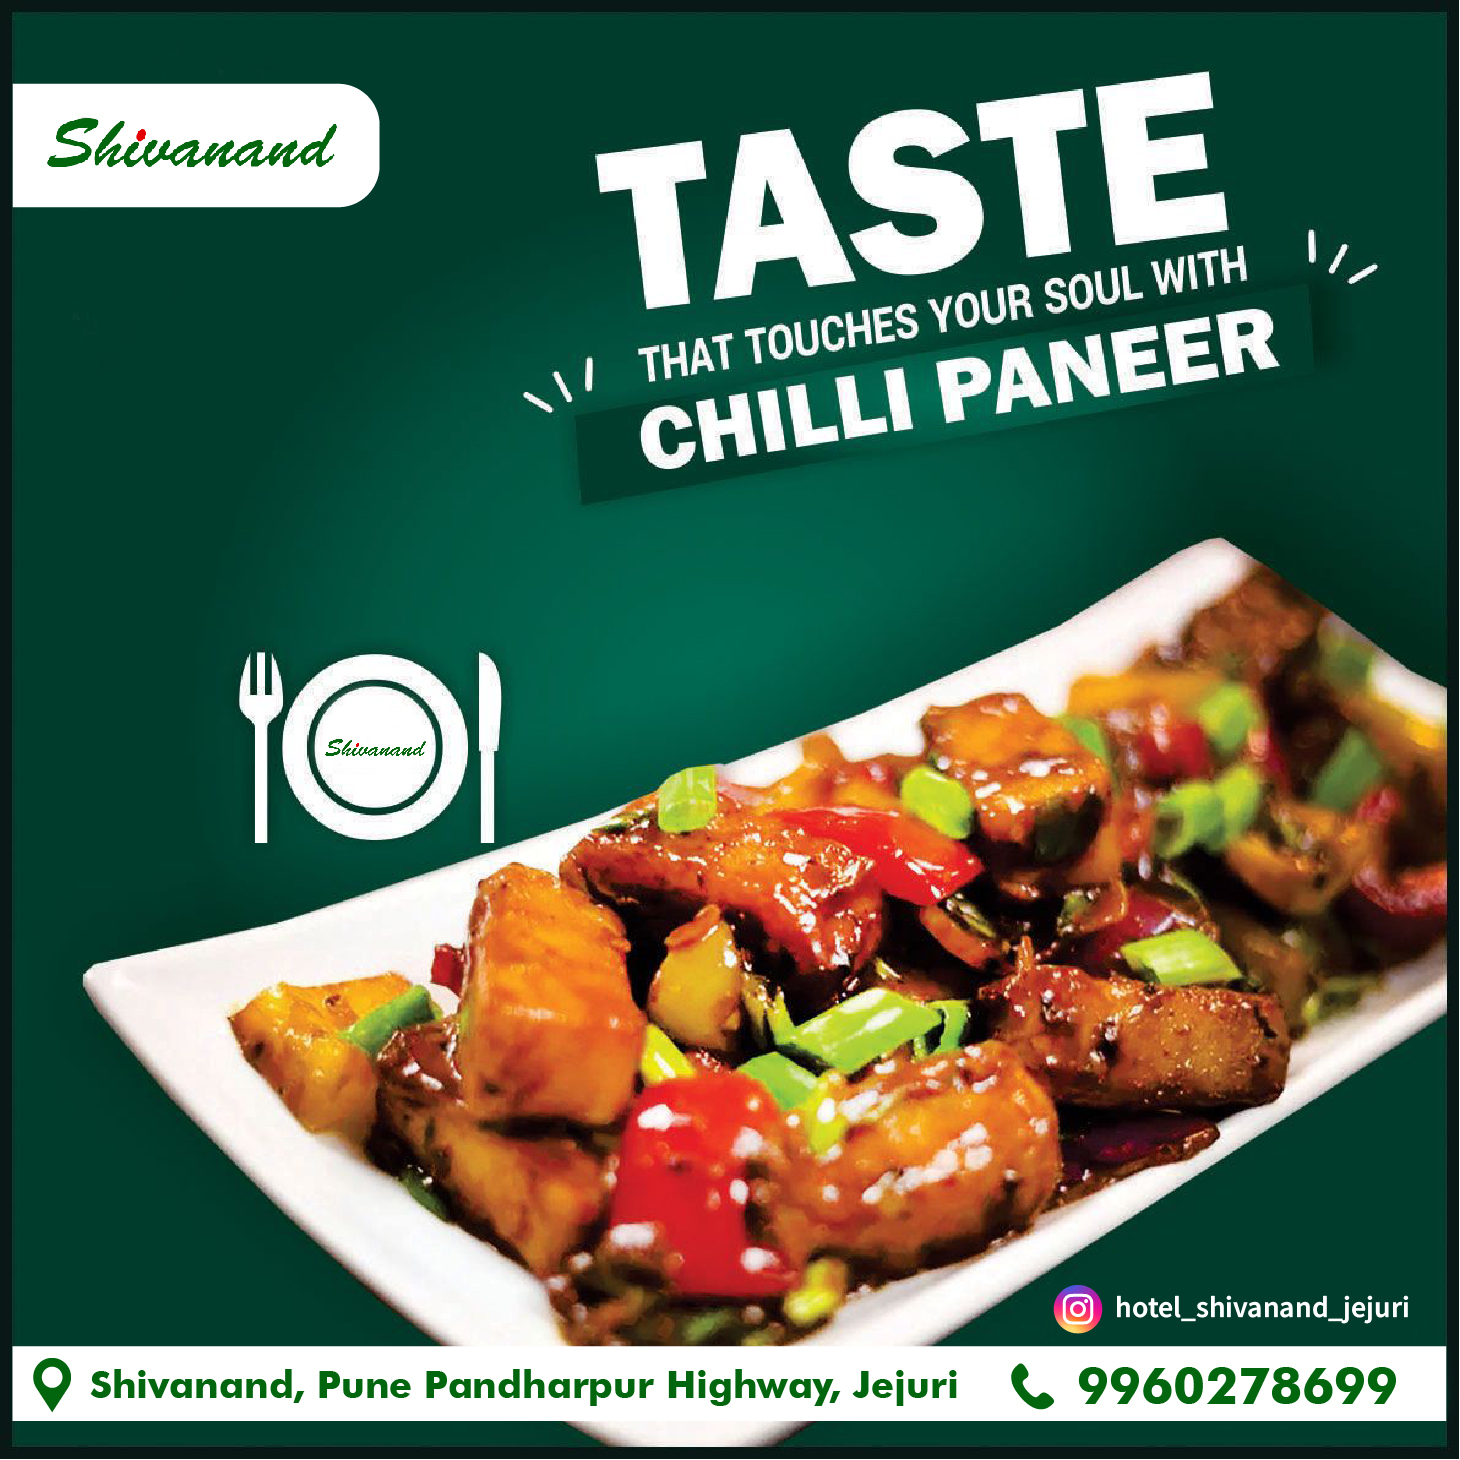 Shivanand
TASTE
THAT TOUCHES YOUR SOUL WITH
CHILLI PANEER
Shivanand
hotel_shivanand_jejuri
Shivanand, Pune Pandharpur Highway, Jejuri
9960278699